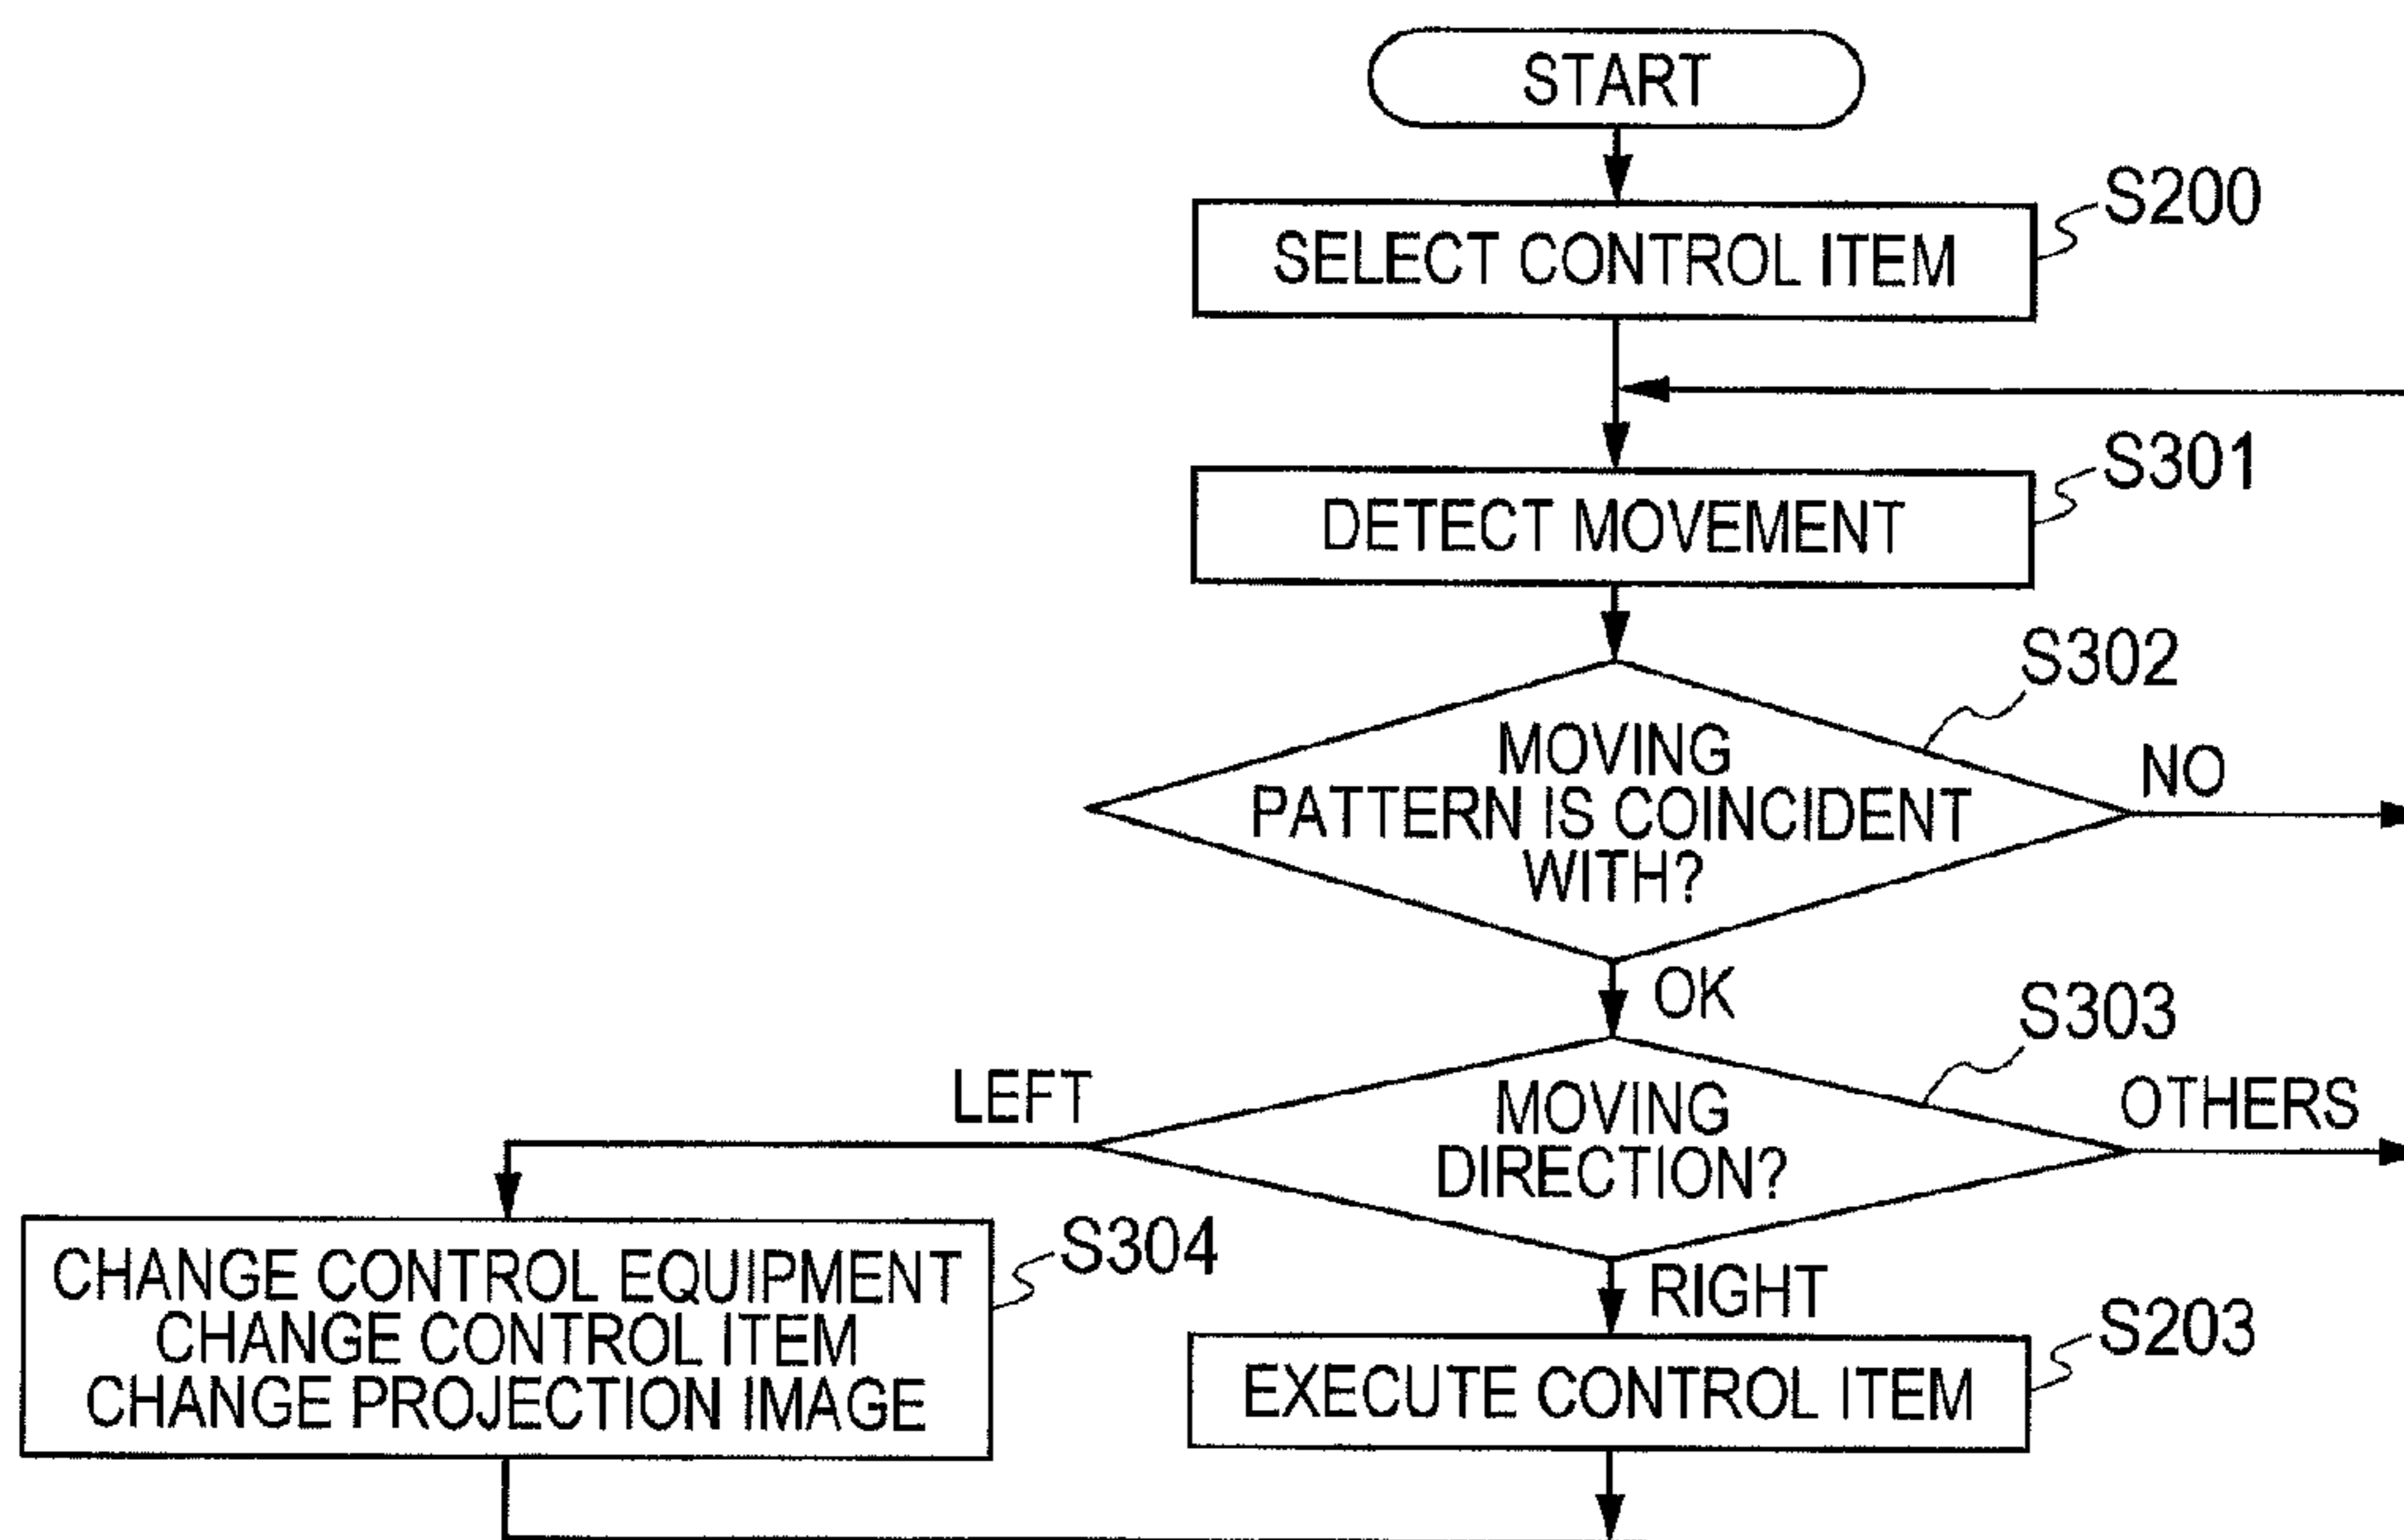 START
S200
SELECT CONTROL ITEM
S301
DETECT MOVEMENT
S302
MOVING
PATTERN IS COINCIDENT
WITH?
NO
OK
S303
MOVING
DIRECTION?
LEFT
OTHERS
S304
CHANGE CONTROL EQUIPMENT
CHANGE CONTROL ITEM
CHANGE PROJECTION IMAGE
RIGHT
S203
EXECUTE CONTROL ITEM